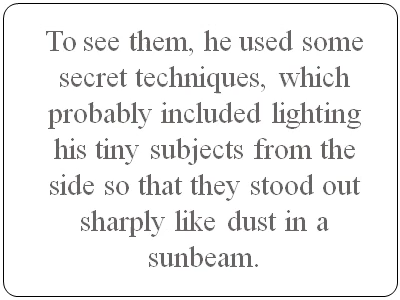 To see them, he used some
secret techniques, which
probably included lighting
his tiny subjects from the
side so that they stood out
sharply like dust in a
sunbeam.